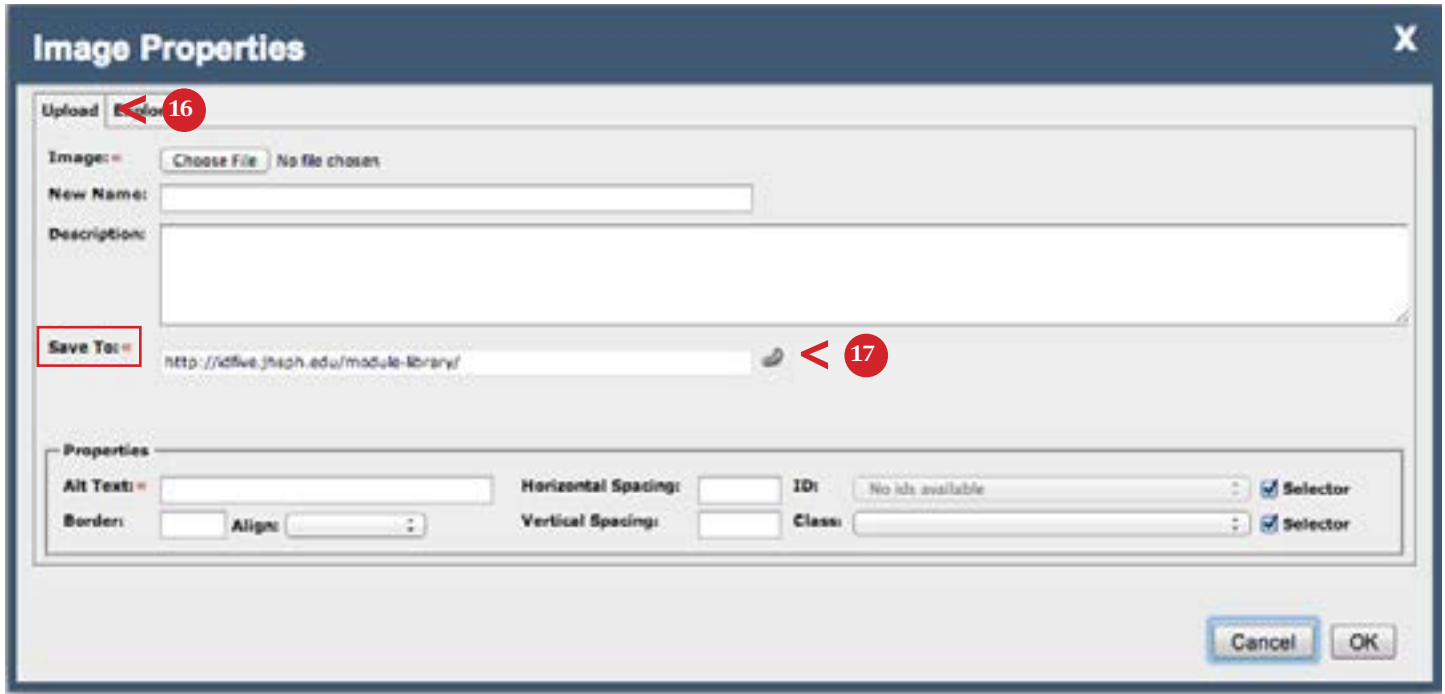 Image Properties X
Upload 16
Image:* Choose File No file chosen
New Name:
Description:
Save To:* http://idfive.jhsph.edu/module-library/ < 17
Properties
Alt Text:* Horizontal Spacing: ID: No ids available Selector
Border: Align: Vertical Spacing: Class: Selector
Cancel OK